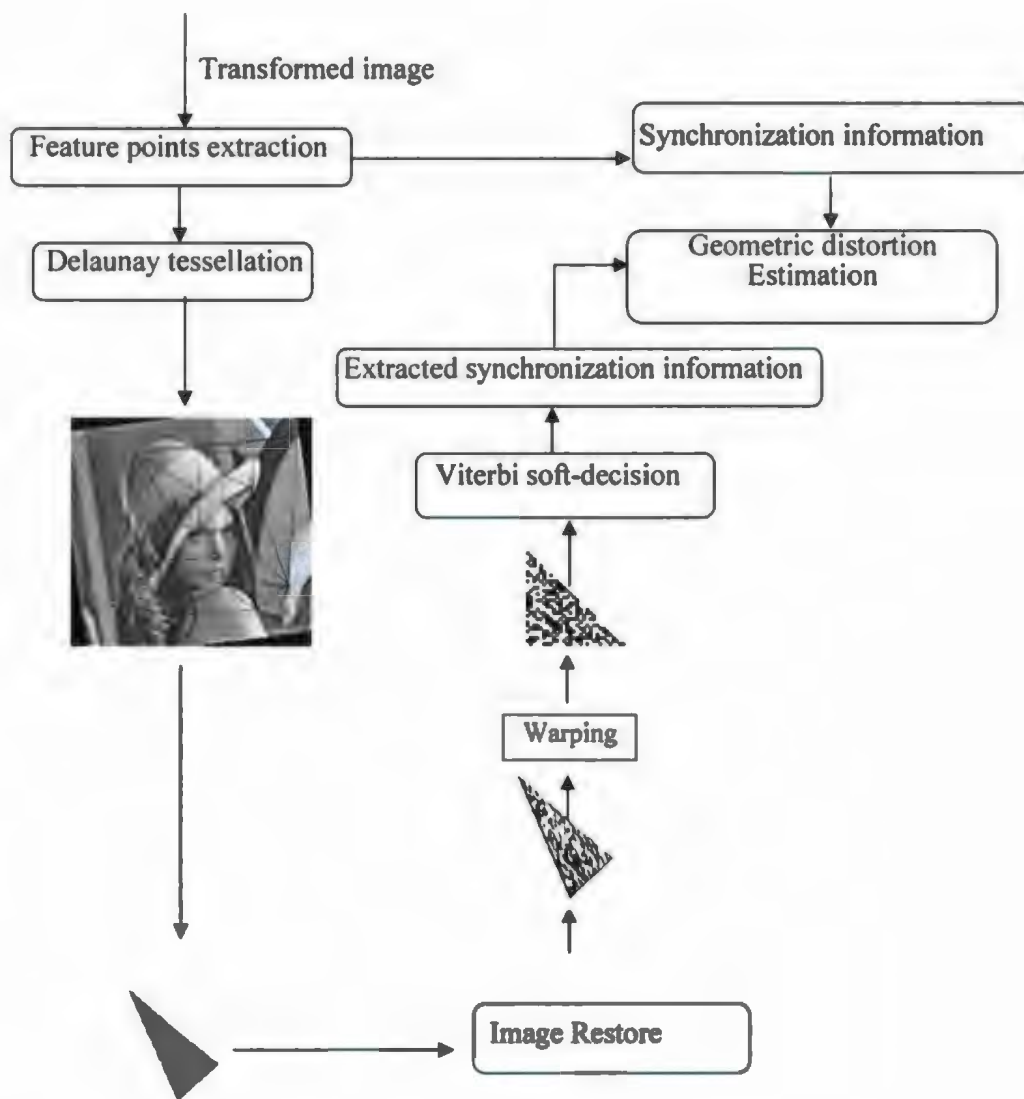 Transformed image
Feature points extraction
Synchronization information
Delaunay tessellation
Geometric distortion
Estimation
Extracted synchronization information
Viterbi soft-decision
Warping
Image Restore